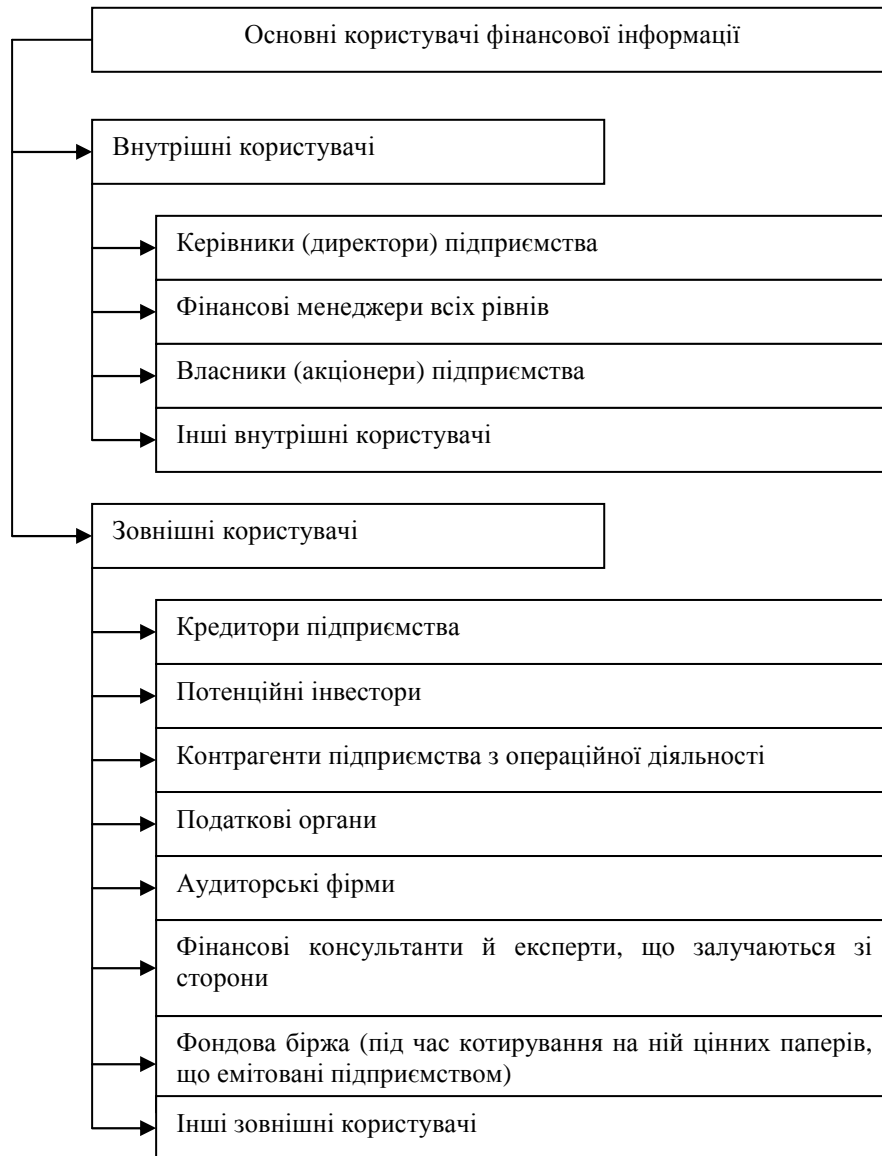 Основні користувачі фінансової інформації
Внутрішні користувачі
Керівники (директори) підприємства
Фінансові менеджери всіх рівнів
Власники (акціонери) підприємства
Інші внутрішні користувачі
Зовнішні користувачі
Кредитори підприємства
Потенційні інвестори
Контрагенти підприємства з операційної діяльності
Податкові органи
Аудиторські фірми
Фінансові консультанти й експерти, що залучаються зі
сторони
Фондова біржа (під час котирування на ній цінних паперів,
що емітовані підприємством)
Інші зовнішні користувачі